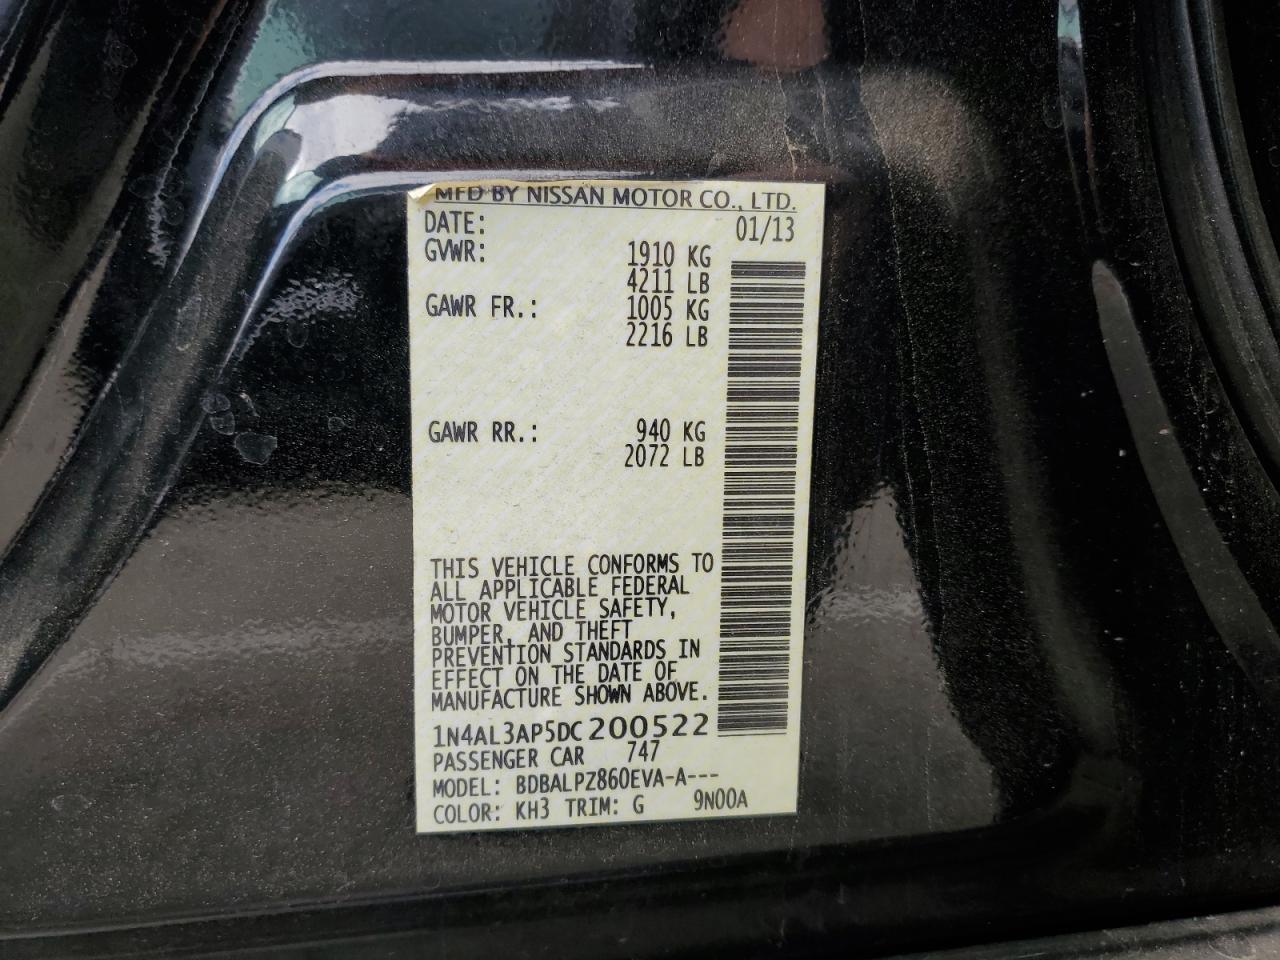 MFD BY NISSAN MOTOR CO., LTD.
DATE: 01/13
GVWR: 1910 KG
4211 LB
GAWR FR.: 1005 KG
2216 LB
GAWR RR.: 940 KG
2072 LB
THIS VEHICLE CONFORMS TO
ALL APPLICABLE FEDERAL
MOTOR VEHICLE SAFETY,
BUMPER, AND THEFT
PREVENTION STANDARDS IN
EFFECT ON THE DATE OF
MANUFACTURE SHOWN ABOVE.
1N4AL3AP5DC200522
PASSENGER CAR 747
MODEL: BDBALPZ860EVA-A---
COLOR: KH3 TRIM: G 9N00A